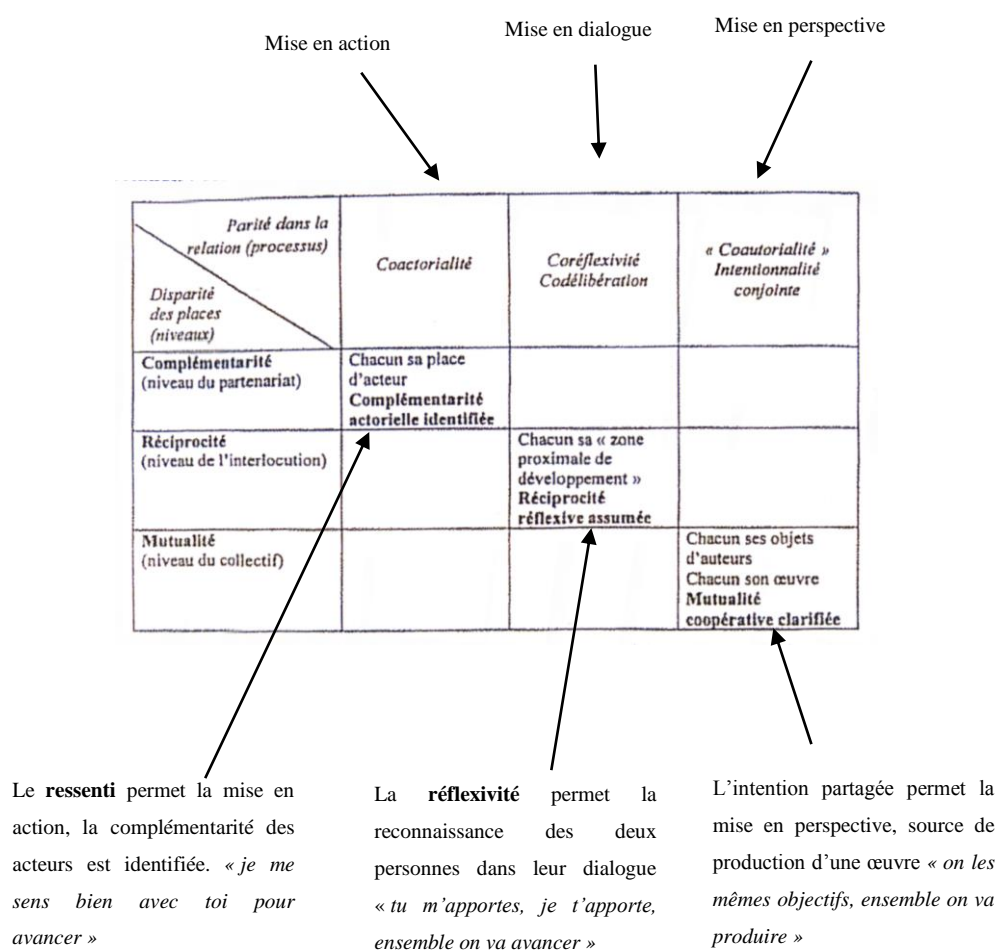 Mise en action
Mise en dialogue
Mise en perspective
Parité dans la
relation (processus)
Disparité
des places
(niveaux)
Coactorialité
Coréflexivité
Codélibération
« Coautorialité »
Intentionnalité
conjointe
Complémentarité
(niveau du partenariat)
Chacun sa place
d'acteur
Complémentarité
actorielle identifiée
Réciprocité
(niveau de l'interlocution)
Chacun sa « zone
proximale de
développement »
Réciprocité
réflexive assumée
Mutualité
(niveau du collectif)
Chacun ses objets
d'auteurs
Chacun son œuvre
Mutualité
coopérative clarifiée
Le ressenti permet la mise en
action, la complémentarité des
acteurs est identifiée. « je me
sens bien avec toi pour
avancer »
La réflexivité permet la
reconnaissance des deux
personnes dans leur dialogue
« tu m'apportes, je t'apporte,
ensemble on va avancer »
L'intention partagée permet la
mise en perspective, source de
production d'une œuvre « on les
mêmes objectifs, ensemble on va
produire »